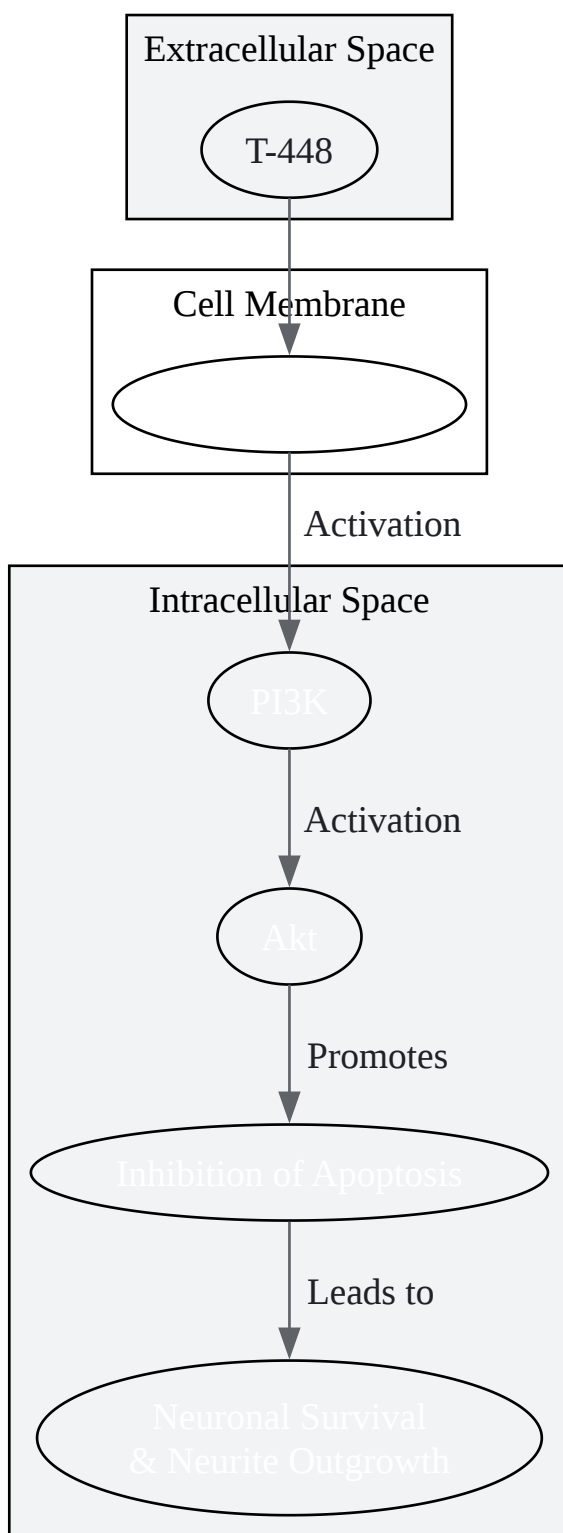 Extracellular Space
T-448
Cell Membrane
Activation
Intracellular Space
PI3K
Activation
Akt
Promotes
Inhibition of Apoptosis
Leads to
Neuronal Survival
& Neurite Outgrowth